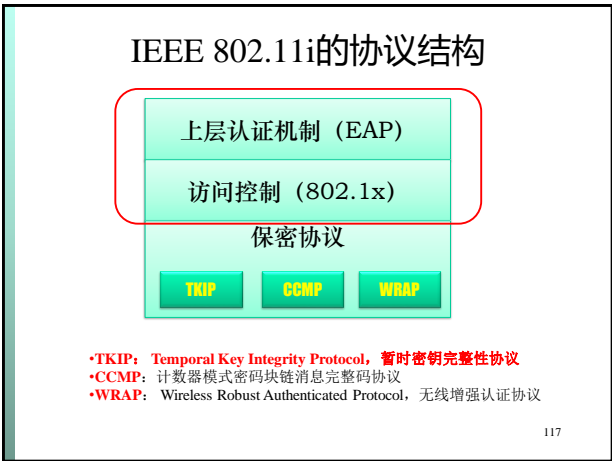 IEEE 802.11i的协议结构
上层认证机制（EAP）
访问控制（802.1x）
保密协议
TKIP
CCMP
WRAP
•TKIP： Temporal Key Integrity Protocol，暂时密钥完整性协议
•CCMP：计数器模式密码块链消息完整码协议
•WRAP： Wireless Robust Authenticated Protocol，无线增强认证协议
117